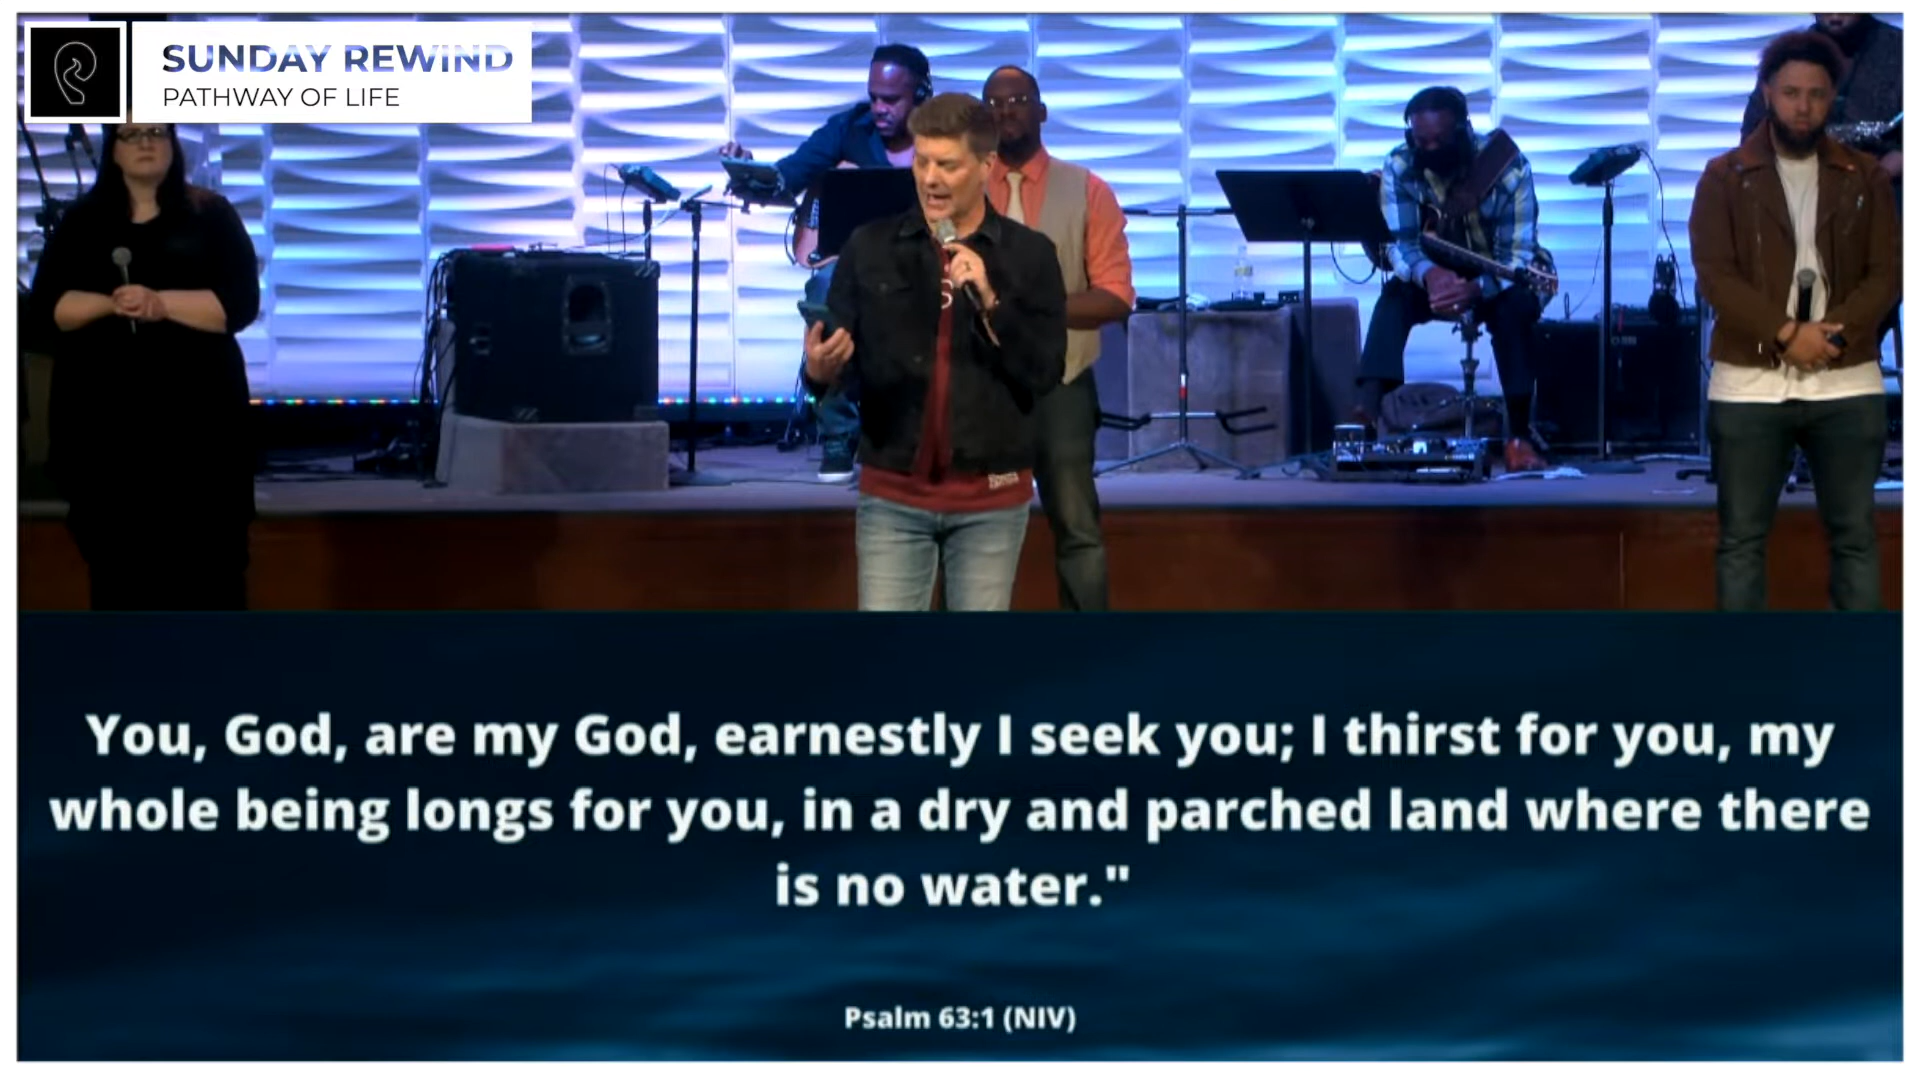 SUNDAY REWIND
PATHWAY OF LIFE
You, God, are my God, earnestly I seek you; I thirst for you, my
whole being longs for you, in a dry and parched land where there
is no water."
Psalm 63:1 (NIV)